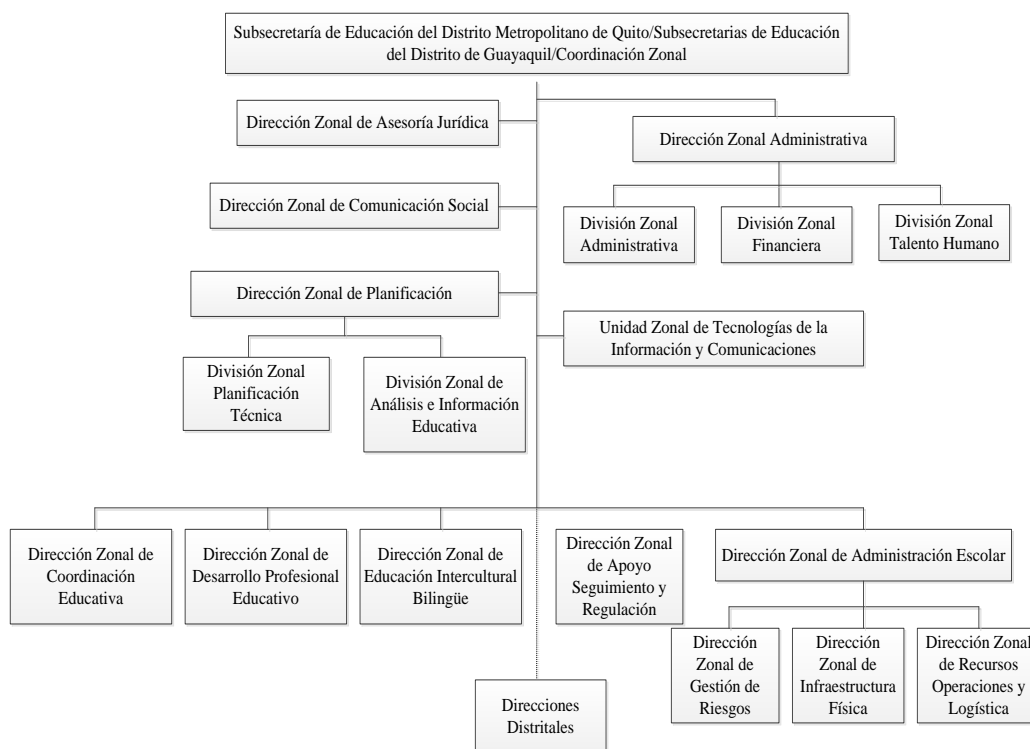 Subsecretaría de Educación del Distrito Metropolitano de Quito/Subsecretarias de Educación
del Distrito de Guayaquil/Coordinación Zonal
Dirección Zonal de Asesoría Jurídica
Dirección Zonal Administrativa
Dirección Zonal de Comunicación Social
División Zonal
Administrativa
División Zonal
Financiera
División Zonal
Talento Humano
Dirección Zonal de Planificación
Unidad Zonal de Tecnologías de la
Información y Comunicaciones
División Zonal
Planificación
Técnica
División Zonal de
Análisis e Información
Educativa
Dirección Zonal de
Coordinación
Educativa
Dirección Zonal de
Desarrollo Profesional
Educativo
Dirección Zonal de
Educación Intercultural
Bilingüe
Dirección Zonal
de Apoyo
Seguimiento y
Regulación
Dirección Zonal de Administración Escolar
Dirección
Zonal de
Gestión de
Riesgos
Dirección
Zonal de
Infraestructura
Física
Dirección Zonal
de Recursos
Operaciones y
Logística
Direcciones
Distritales